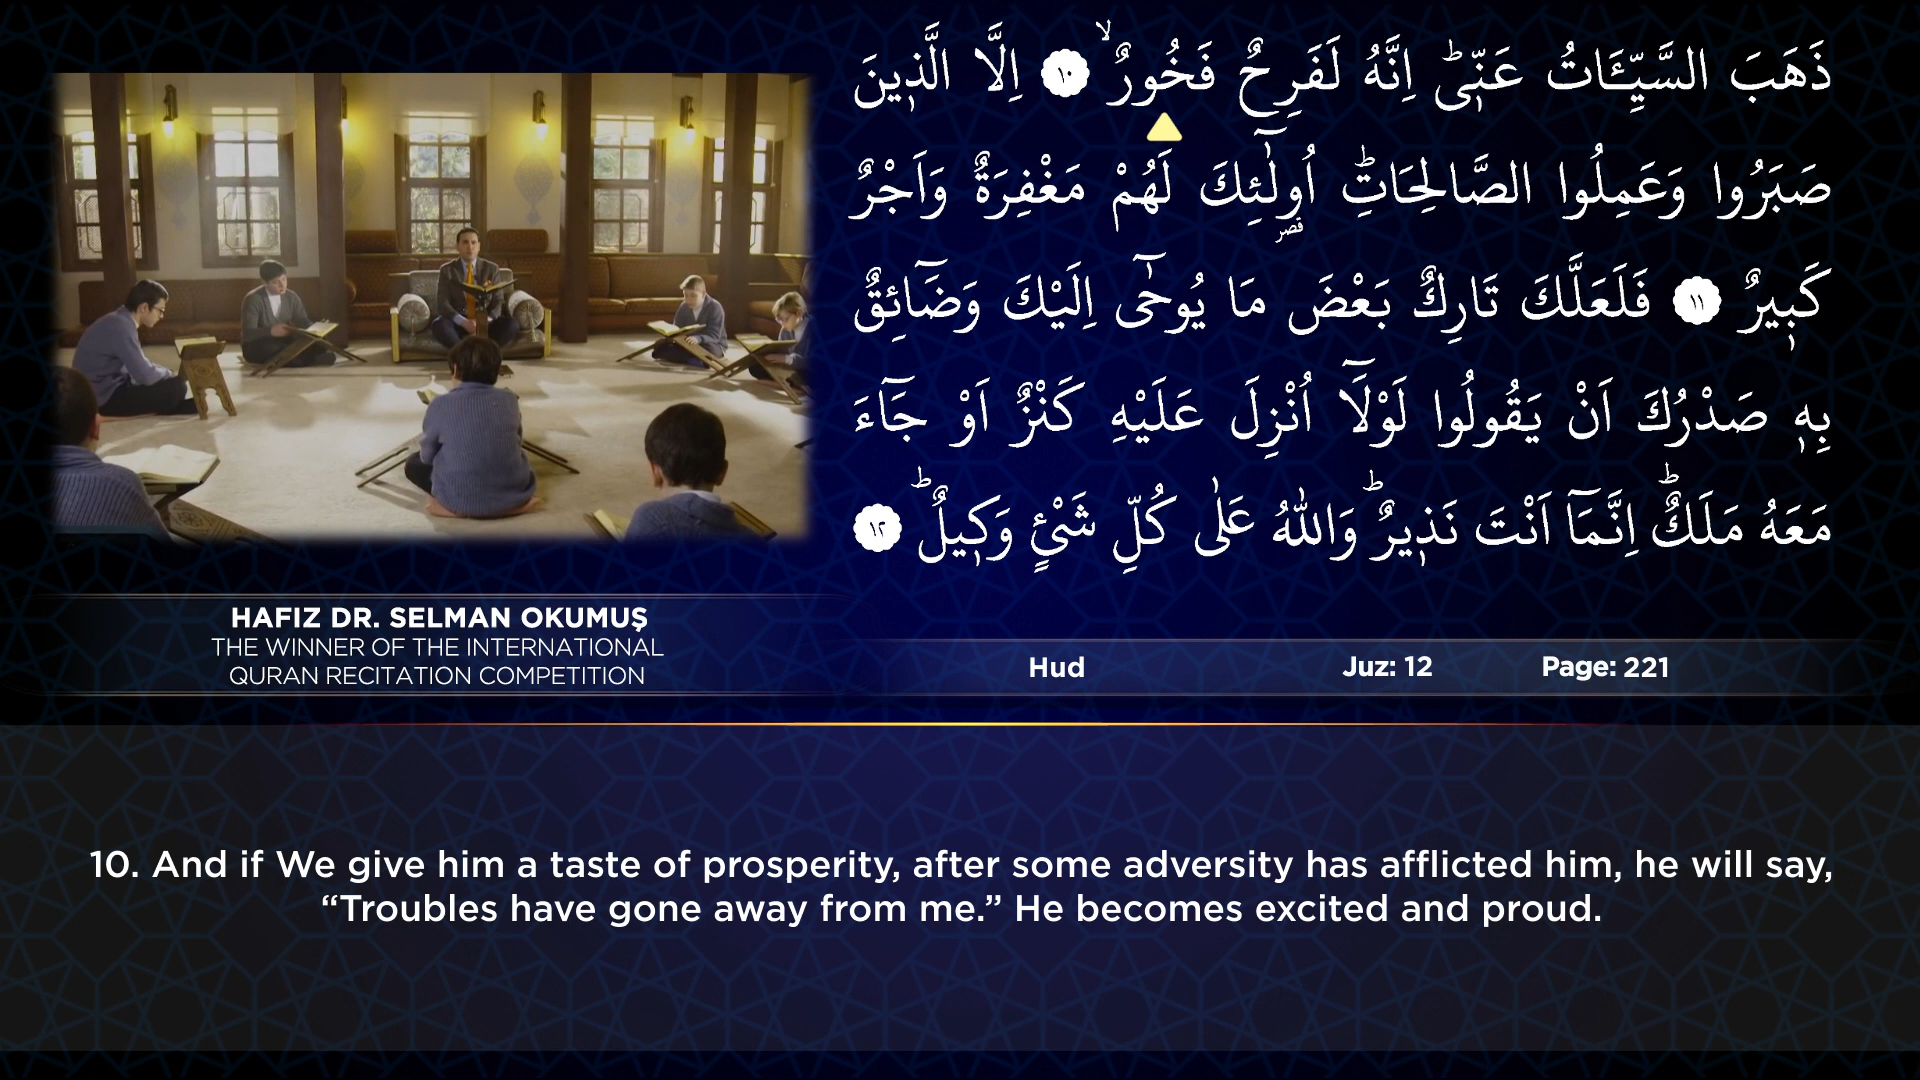 ذَهَبَ السَّيِّـَٔاتُ عَنّ۪ىۜ اِنَّهُ لَفَرِحٌ فَخُورٌۙ ﴿١٠﴾ اِلَّا الَّذ۪ينَ
صَبَرُوا وَعَمِلُوا الصَّالِحَاتِۜ اُو۬لٰٓئِكَ لَهُمْ مَغْفِرَةٌ وَاَجْرٌ
كَب۪يرٌ ﴿١١﴾ فَلَعَلَّكَ تَارِكٌ بَعْضَ مَا يُوحٰٓى اِلَيْكَ وَضَٓائِقٌ
بِه۪ صَدْرُكَ اَنْ يَقُولُوا لَوْلَٓا اُنْزِلَ عَلَيْهِ كَنْزٌ اَوْ جَٓاءَ
مَعَهُ مَلَكٌۜ اِنَّمَٓا اَنْتَ نَذ۪يرٌۜ وَاللّٰهُ عَلٰى كُلِّ شَيْءٍ وَك۪يلٌۜ ﴿١٢﴾
HAFIZ DR. SELMAN OKUMUŞ
THE WINNER OF THE INTERNATIONAL
QURAN RECITATION COMPETITION
Hud Juz: 12 Page: 221
10. And if We give him a taste of prosperity, after some adversity has afflicted him, he will say,
“Troubles have gone away from me.” He becomes excited and proud.